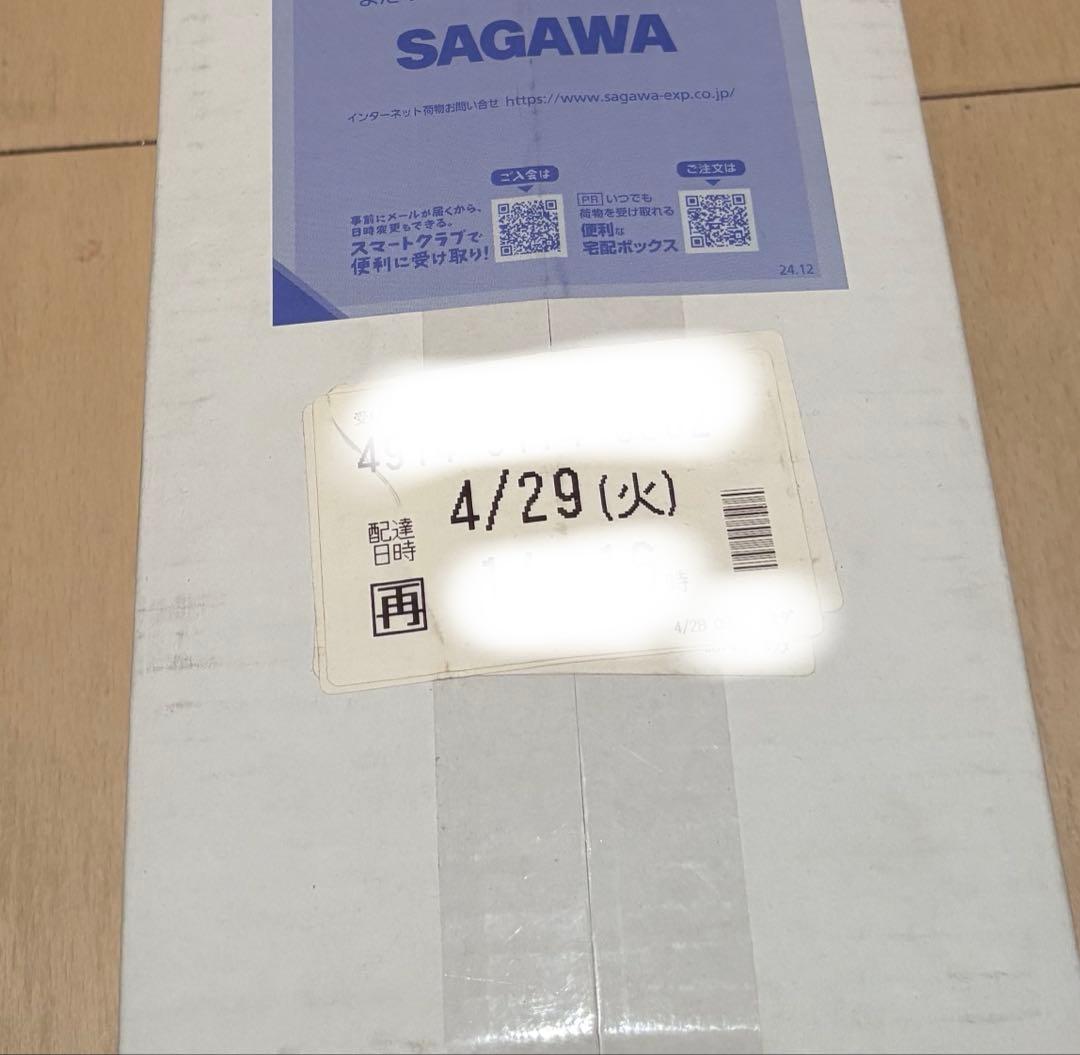 SAGAWA
インターネット荷物お問い合せ https://www.sagawa-exp.co.jp/
ご入会は
事前にメールが届くから、
日時変更もできる。
スマートクラブで
便利に受け取り!
ご注文は
PR いつでも
荷物を受け取れる
便利な
宅配ボックス
24.12
4/29(火)
配達
日時
再
時
4/28